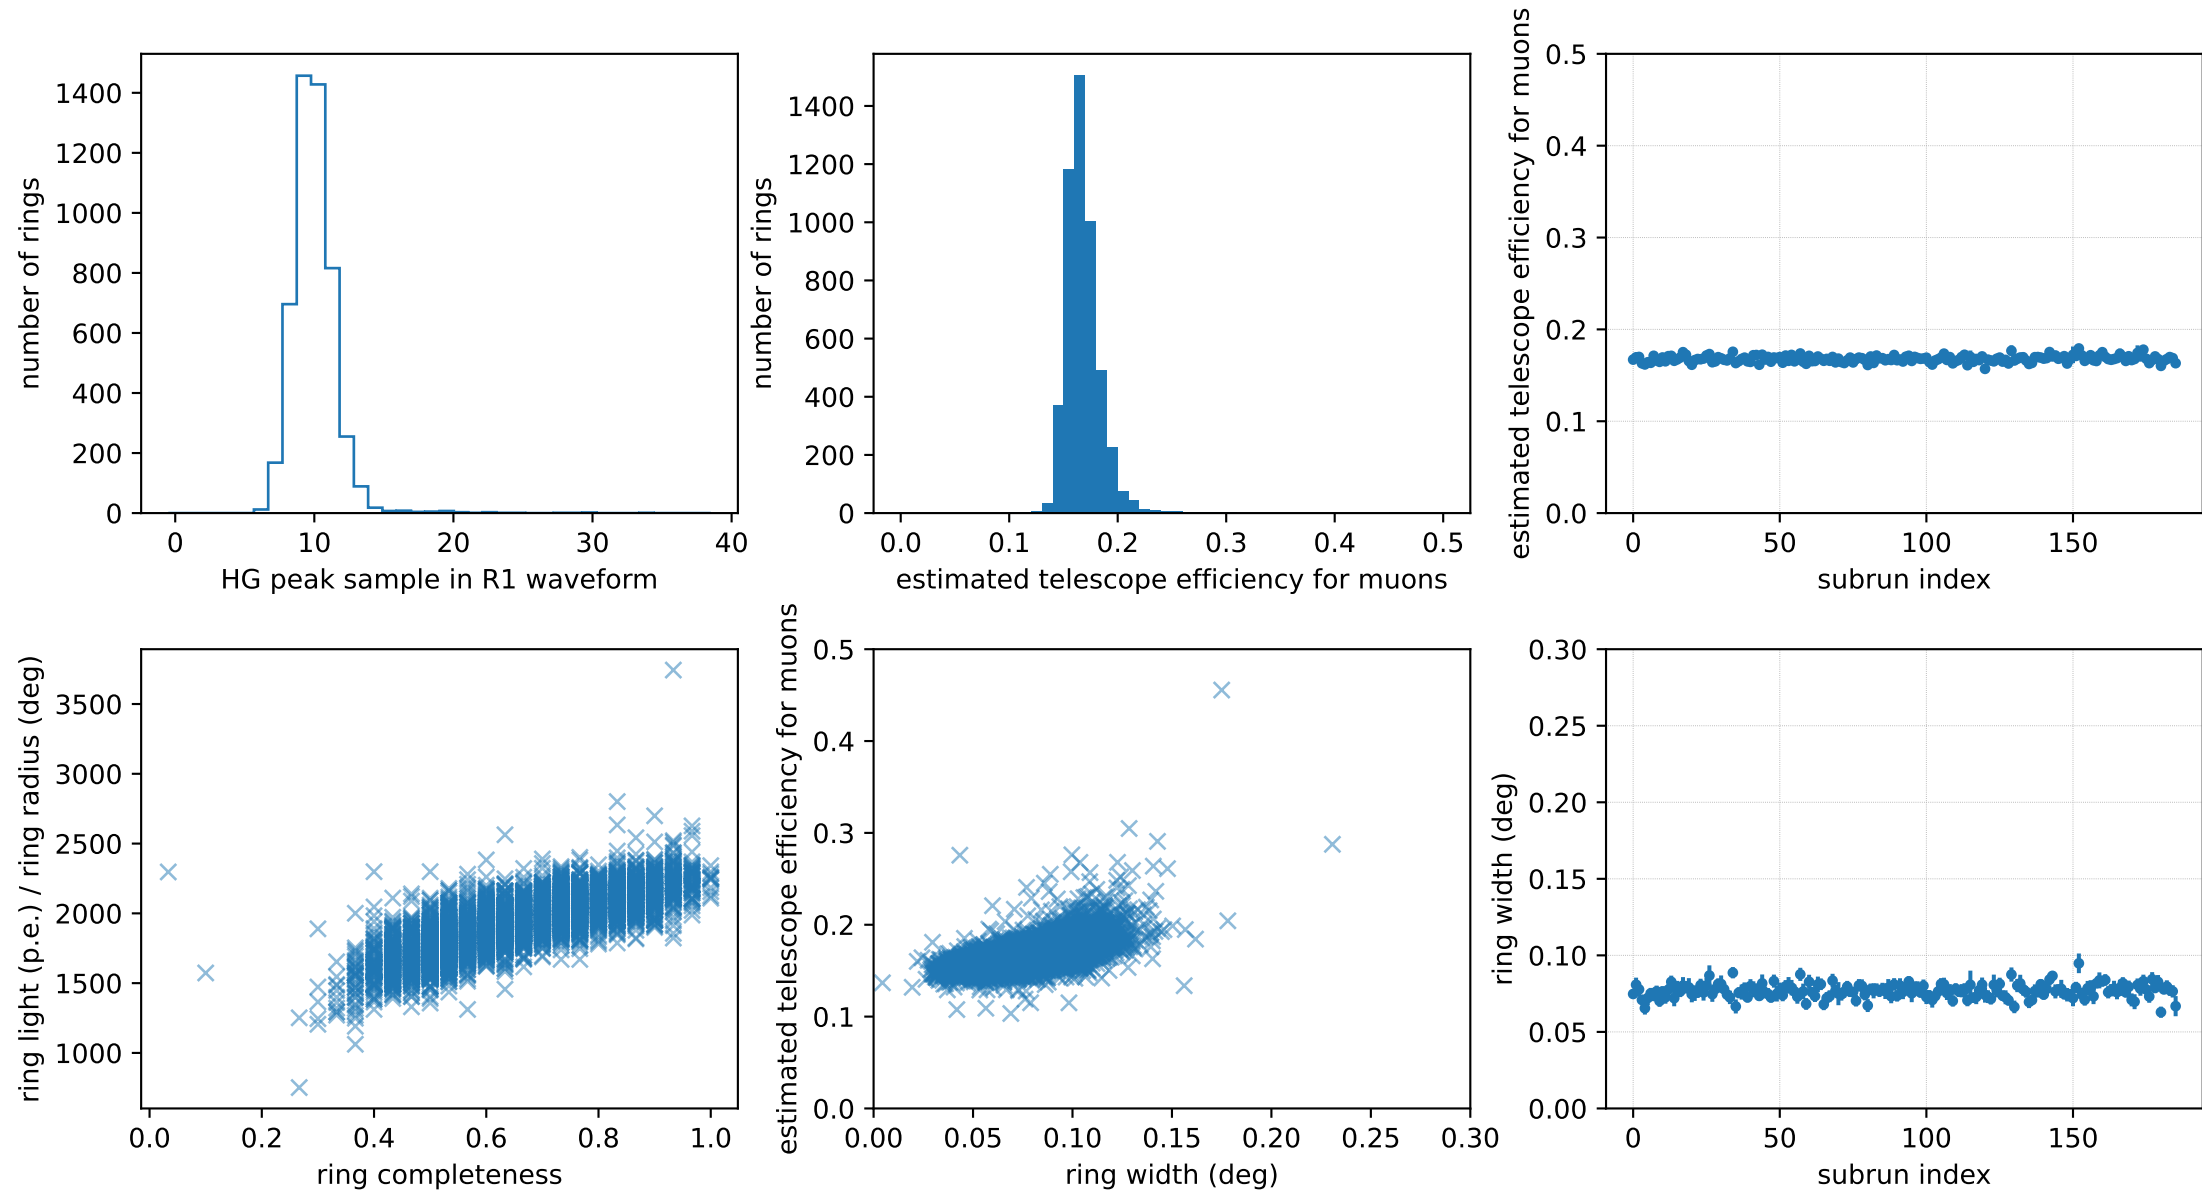 number of rings
1400
1200
1000
800
600
400
200
0
0 10 20 30 40
HG peak sample in R1 waveform
number of rings
1400
1200
1000
800
600
400
200
0
0.0 0.1 0.2 0.3 0.4 0.5
estimated telescope efficiency for muons
estimated telescope efficiency for muons
0.5
0.4
0.3
0.2
0.1
0.0
0 50 100 150
subrun index
ring light (p.e.) / ring radius (deg)
3500
3000
2500
2000
1500
1000
0.0 0.2 0.4 0.6 0.8 1.0
ring completeness
estimated telescope efficiency for muons
0.5
0.4
0.3
0.2
0.1
0.0
0.00 0.05 0.10 0.15 0.20 0.25 0.30
ring width (deg)
ring width (deg)
0.30
0.25
0.20
0.15
0.10
0.05
0.00
0 50 100 150
subrun index